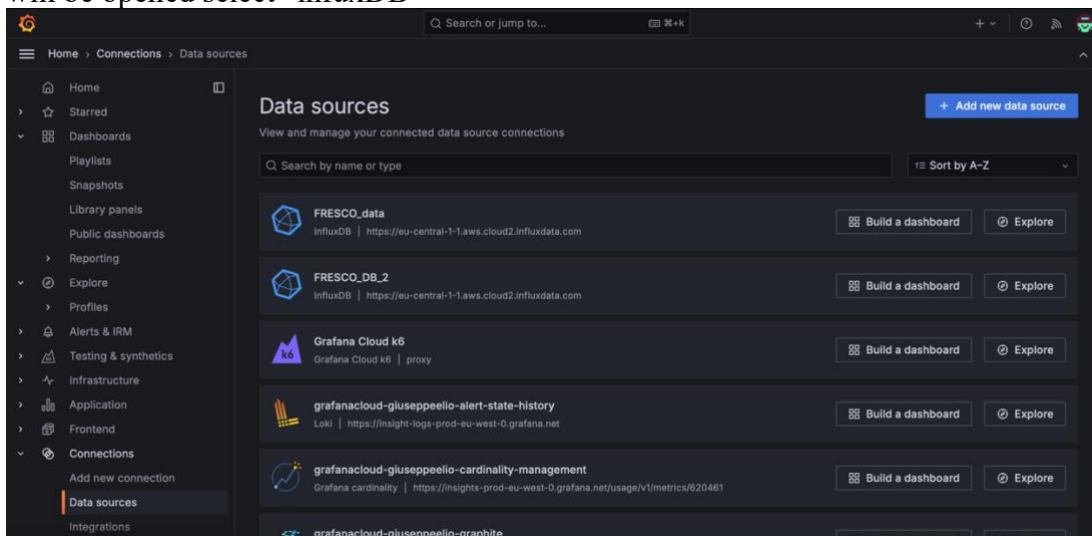 will be opened select "InfluxDB"
Search or jump to... ⌘+k
Home › Connections › Data sources
Home
Starred
Dashboards
Playlists
Snapshots
Library panels
Public dashboards
Reporting
Explore
Profiles
Alerts & IRM
Testing & synthetics
Infrastructure
Application
Frontend
Connections
Add new connection
Data sources
Integrations
Data sources
+ Add new data source
View and manage your connected data source connections
Search by name or type
Sort by A–Z
FRESCO_data
InfluxDB | https://eu-central-1-1.aws.cloud2.influxdata.com
Build a dashboard
Explore
FRESCO_DB_2
InfluxDB | https://eu-central-1-1.aws.cloud2.influxdata.com
Build a dashboard
Explore
k6
Grafana Cloud k6
Grafana Cloud k6 | proxy
Build a dashboard
Explore
grafanacloud-giuseppeelio-alert-state-history
Loki | https://insight-logs-prod-eu-west-0.grafana.net
Build a dashboard
Explore
grafanacloud-giuseppeelio-cardinality-management
Grafana cardinality | https://insights-prod-eu-west-0.grafana.net/usage/v1/metrics/620461
Build a dashboard
Explore
grafanacloud-giuseppeelio-graphite